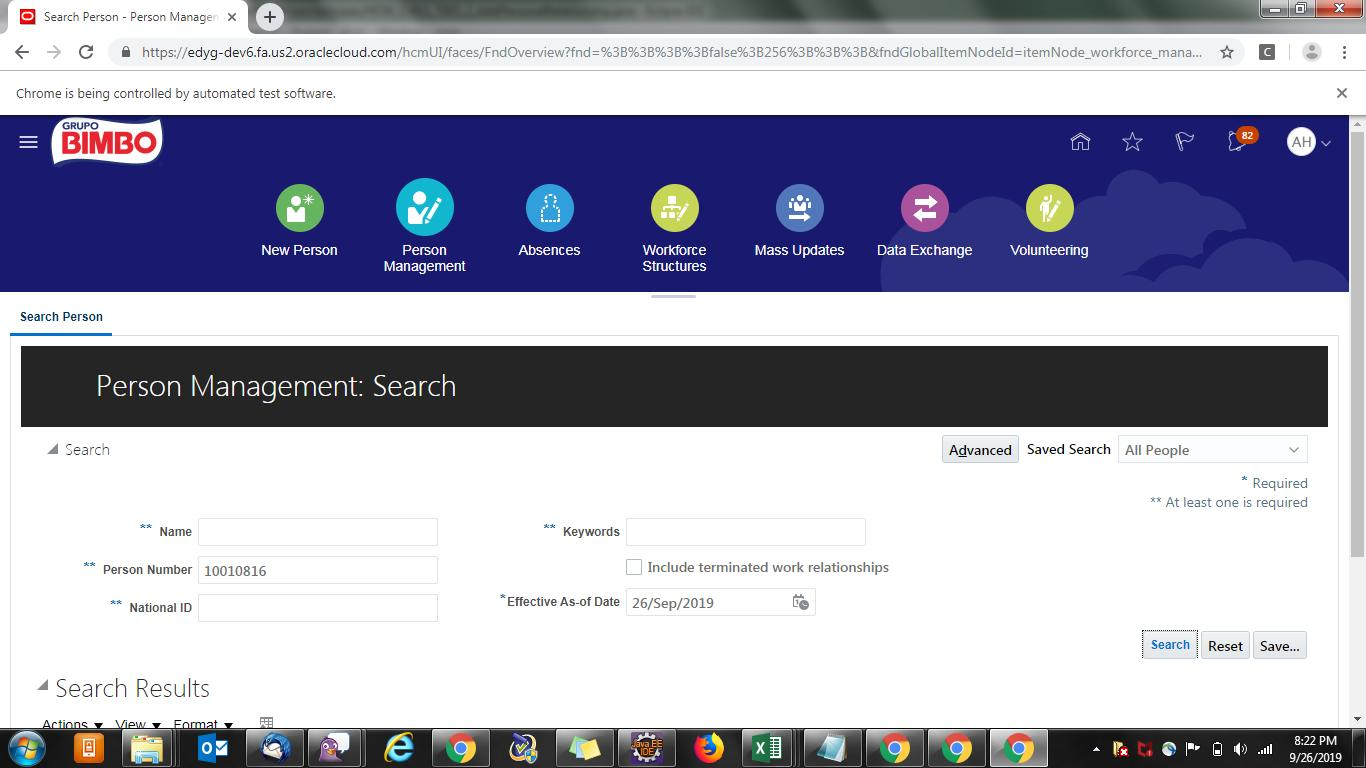 Search Person - Person Managem
https://edyg-dev6.fa.us2.oraclecloud.com/hcmUI/faces/FndOverview?fnd=%3B%3B%3B%3Bfalse%3B256%3B%3B%3B&fndGlobalItemNodeId=itemNode_workforce_mana...
C
Chrome is being controlled by automated test software.
GRUPO
BIMBO
82
AH
New Person
Person
Management
Absences
Workforce
Structures
Mass Updates
Data Exchange
Volunteering
Search Person
Person Management: Search
Search
Advanced
Saved Search
All People
* Required
** At least one is required
** Name
** Keywords
** Person Number
10010816
Include terminated work relationships
** National ID
*Effective As-of Date
26/Sep/2019
Search
Reset
Save...
Search Results
Actions
View
Format
Java EE
IDE
8:22 PM
9/26/2019